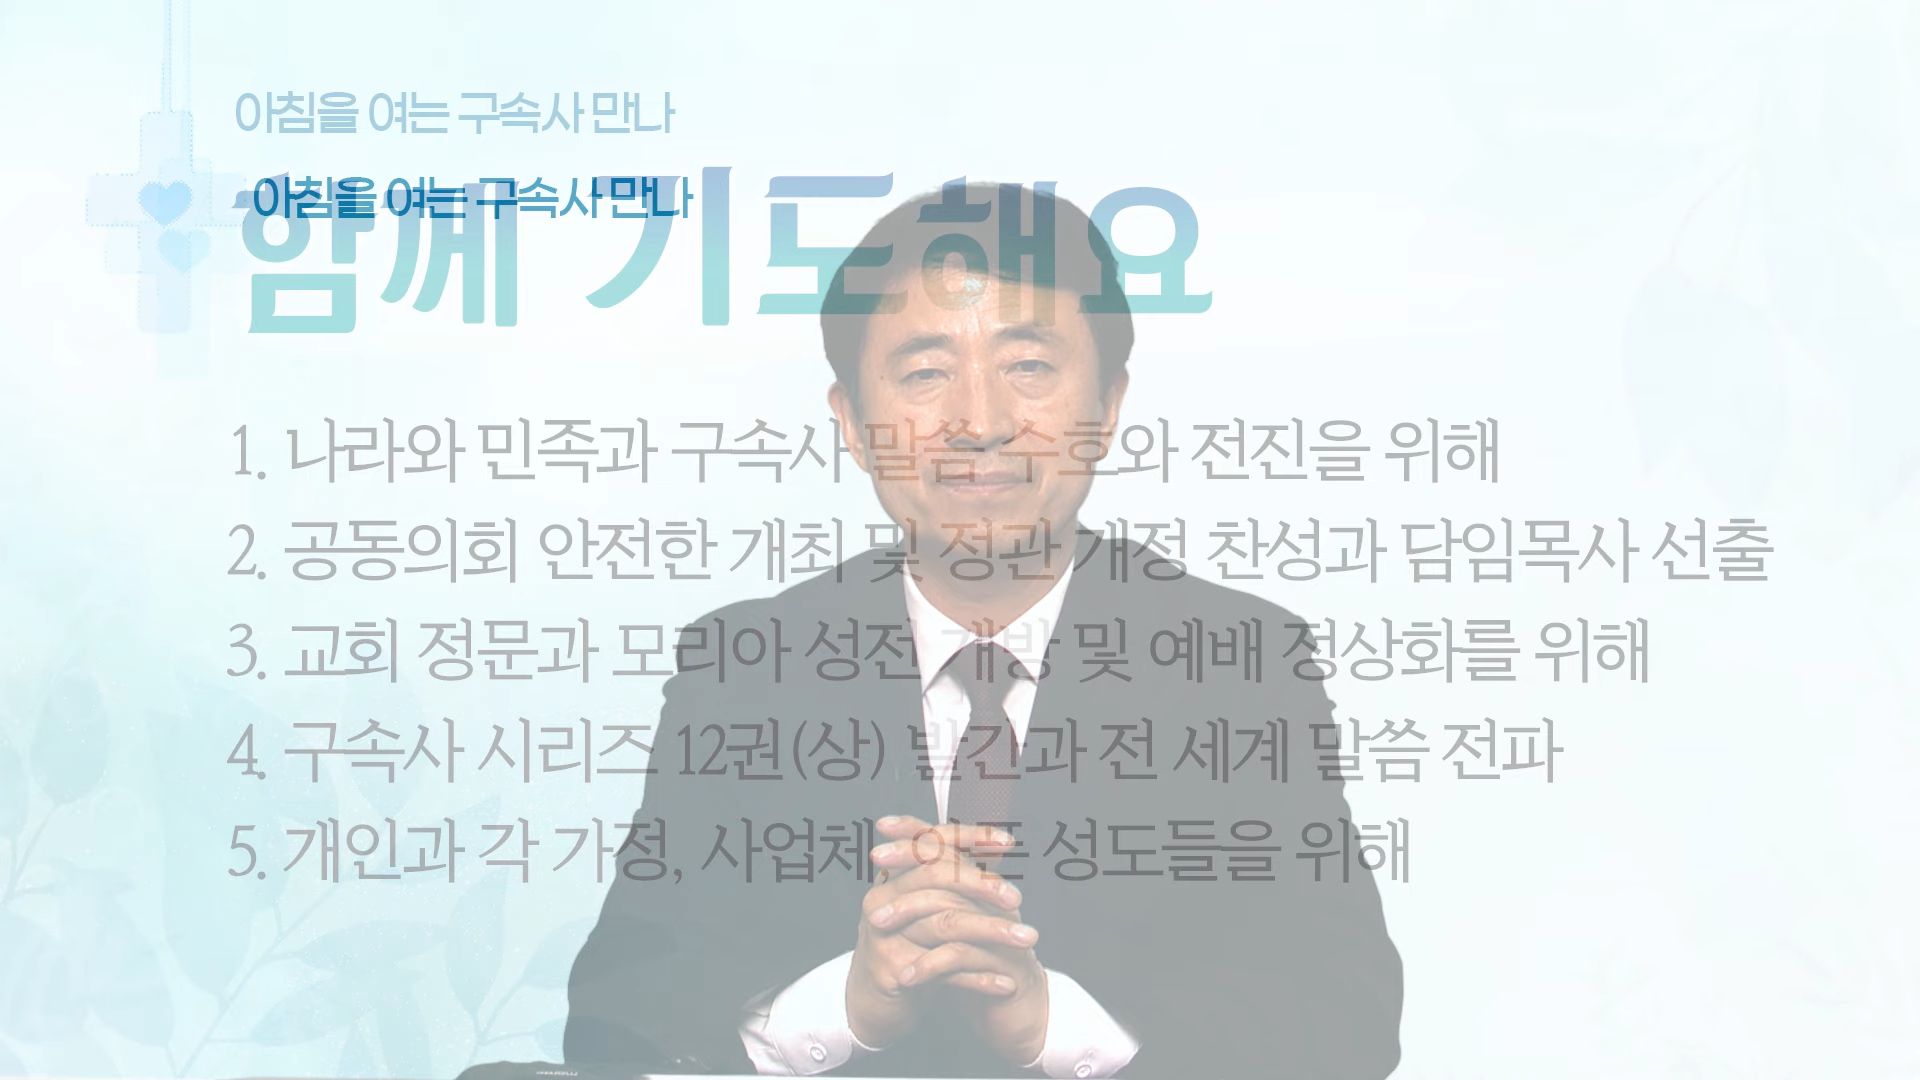 아침을 여는 구속사 만나
아침을 여는 구속사 만나
함께 기도해요
1. 나라와 민족과 구속사 말씀 수호와 전진을 위해
2. 공동의회 안전한 개최 및 정관 개정 찬성과 담임목사 선출
3. 교회 정문과 모리아 성전 개방 및 예배 정상화를 위해
4. 구속사 시리즈 12권(상) 발간과 전 세계 말씀 전파
5. 개인과 각 가정, 사업체, 아픈 성도들을 위해